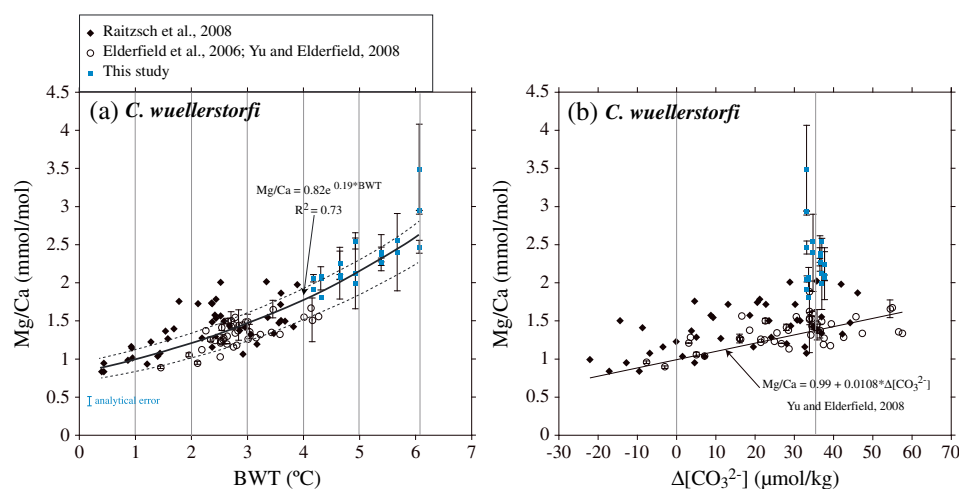 Raitzsch et al., 2008
Elderfield et al., 2006; Yu and Elderfield, 2008
This study
(a) C. wuellerstorfi
Mg/Ca (mmol/mol)
4.5
4
3.5
3
2.5
2
1.5
1
0.5
0
Mg/Ca = 0.82e 0.19*BWT
R2 = 0.73
analytical error
0 1 2 3 4 5 6 7
BWT (ºC)
(b) C. wuellerstorfi
Mg/Ca (mmol/mol)
4.5
4
3.5
3
2.5
2
1.5
1
0.5
0
Mg/Ca = 0.99 + 0.0108*Δ[CO32-]
Yu and Elderfield, 2008
-30 -20 -10 0 10 20 30 40 50 60 70
Δ[CO32-] (µmol/kg)